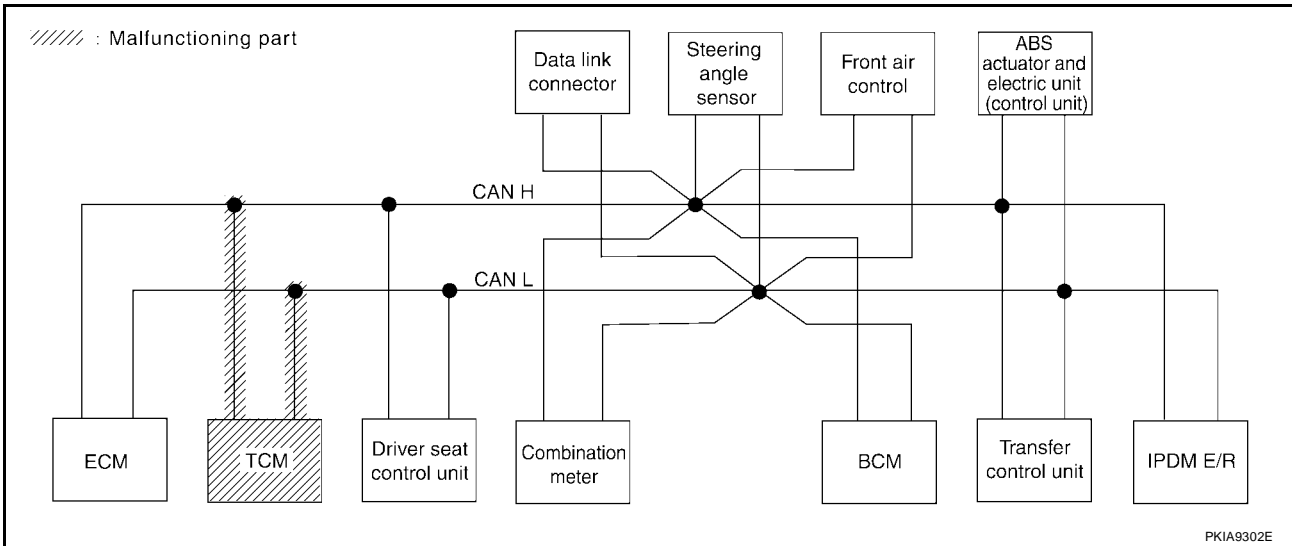 : Malfunctioning part
Data link
connector
Steering
angle
sensor
Front air
control
ABS
actuator and
electric unit
(control unit)
CAN H
CAN L
ECM
TCM
Driver seat
control unit
Combination
meter
BCM
Transfer
control unit
IPDM E/R
PKIA9302E